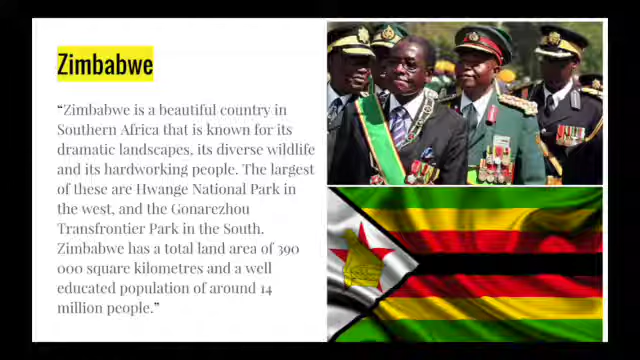 Zimbabwe
“Zimbabwe is a beautiful country in
Southern Africa that is known for its
dramatic landscapes, its diverse wildlife
and its hardworking people. The largest
of these are Hwange National Park in
the west, and the Gonarezhou
Transfrontier Park in the South.
Zimbabwe has a total land area of 390
000 square kilometres and a well
educated population of around 14
million people.”